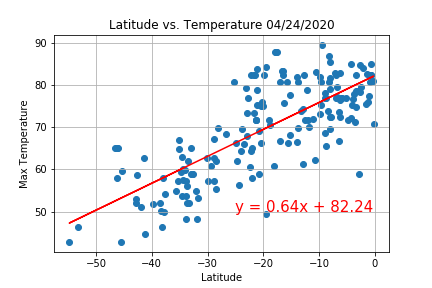 Latitude vs. Temperature 04/24/2020
Max Temperature
90
80
70
60
50
y = 0.64x + 82.24
−50
−40
−30
−20
−10
0
Latitude